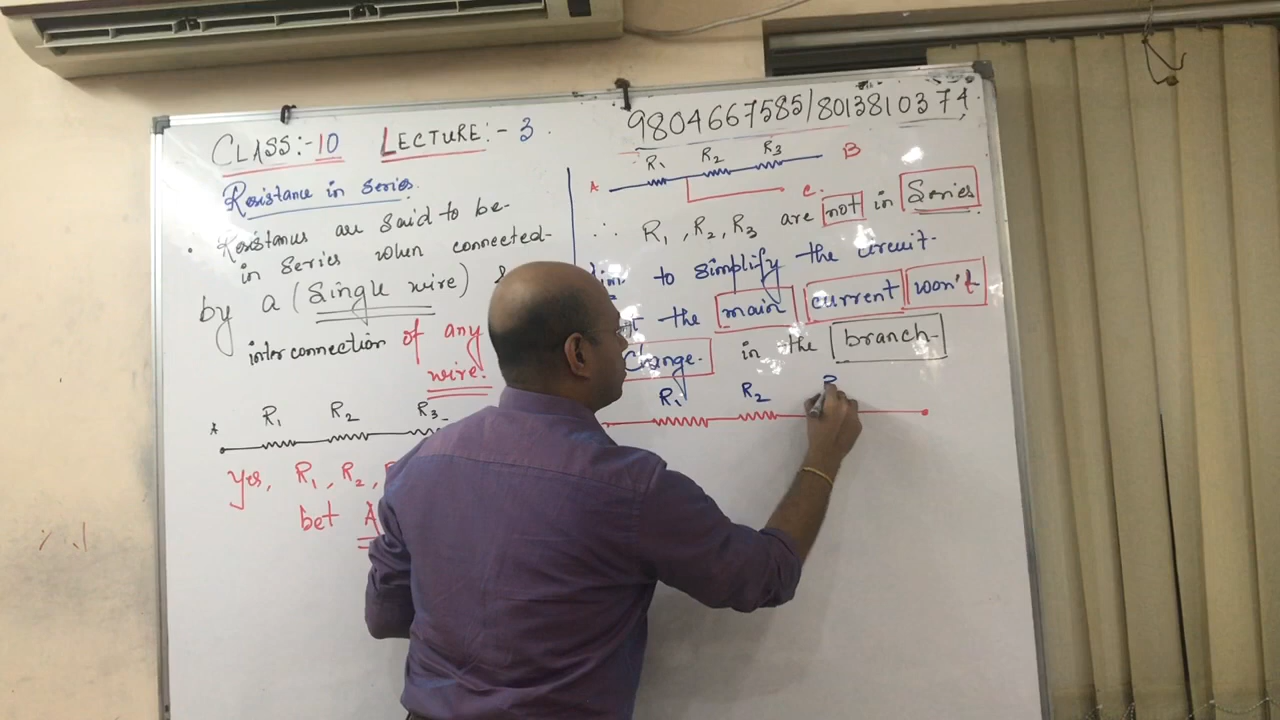 CLASS:-10 LECTURE:- 3.
Resistance in Series.
• Resistances are said to be-
in series when connected-
by a (Single wire)
interconnection of any
wire.
R1 R2 R3
A
Yes, R1, R2,
bet A
9804667585/8013810374,
R1 R2 R3 B
A C.
∴ R1, R2, R3 are not in Series
to simplify the circuit-
the main current won't
Change. in the branch-
R1 R2 R